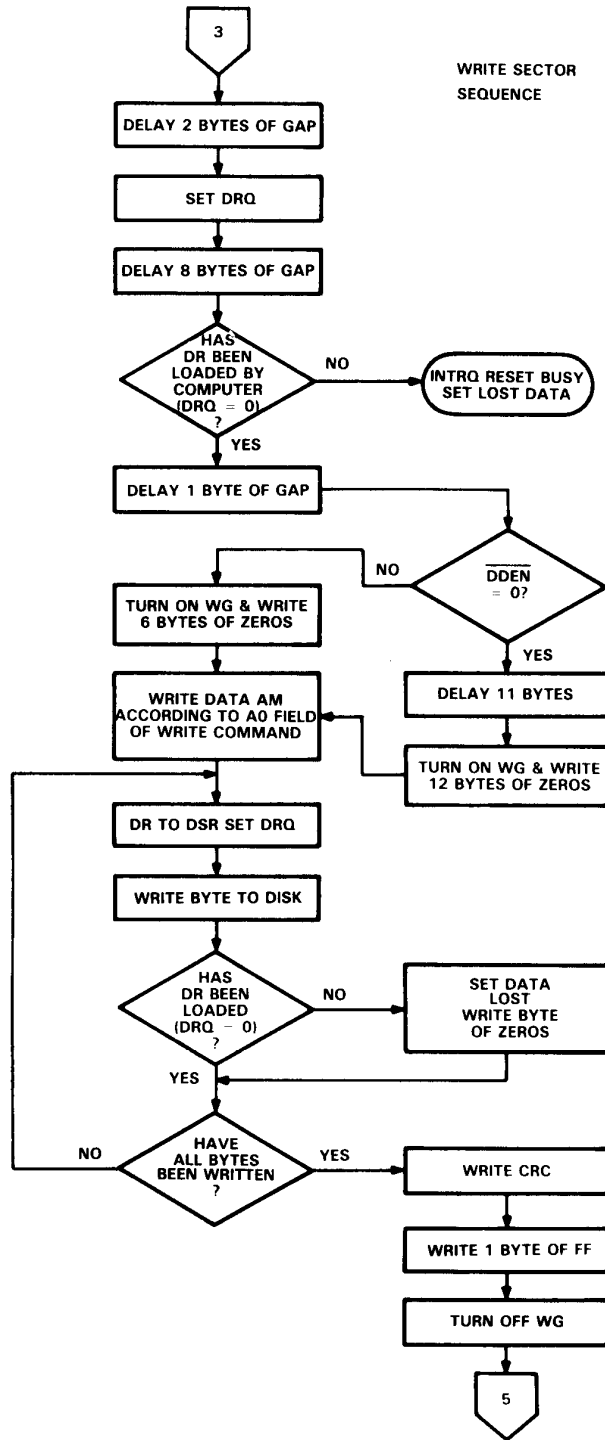 3
WRITE SECTOR
SEQUENCE
DELAY 2 BYTES OF GAP
SET DRQ
DELAY 8 BYTES OF GAP
HAS
DR BEEN
LOADED BY
COMPUTER
(DRQ = 0)
?
NO
INTRQ RESET BUSY
SET LOST DATA
YES
DELAY 1 BYTE OF GAP
DDEN
= 0?
NO
TURN ON WG & WRITE
6 BYTES OF ZEROS
YES
DELAY 11 BYTES
WRITE DATA AM
ACCORDING TO A0 FIELD
OF WRITE COMMAND
TURN ON WG & WRITE
12 BYTES OF ZEROS
DR TO DSR SET DRQ
WRITE BYTE TO DISK
HAS
DR BEEN
LOADED
(DRQ – 0)
?
NO
SET DATA
LOST
WRITE BYTE
OF ZEROS
YES
HAVE
ALL BYTES
BEEN WRITTEN
?
NO
YES
WRITE CRC
WRITE 1 BYTE OF FF
TURN OFF WG
5